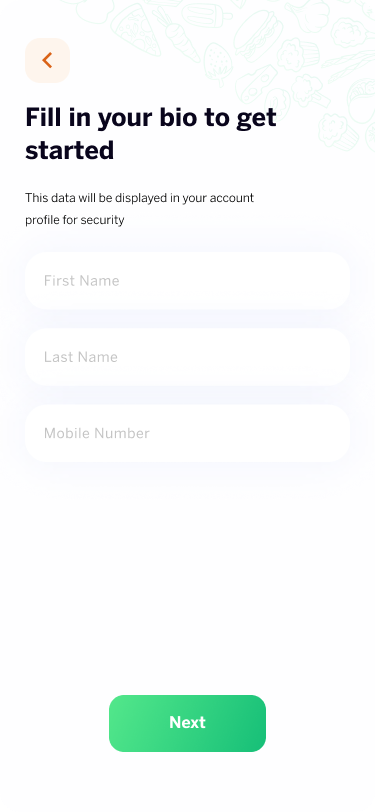 Fill in your bio to get
started
This data will be displayed in your account
profile for security
First Name
Last Name
Mobile Number
Next